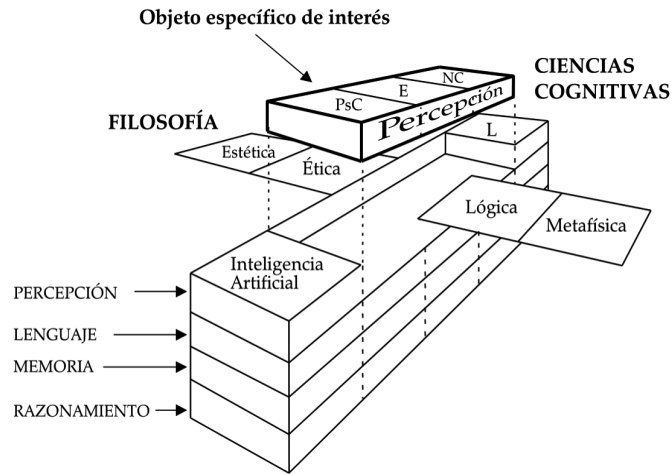 Objeto específico de interés
CIENCIAS
COGNITIVAS
NC
E
PsC
Percepción
FILOSOFÍA
L
Estética
Ética
Lógica
Metafísica
Inteligencia
Artificial
PERCEPCIÓN
LENGUAJE
MEMORIA
RAZONAMIENTO